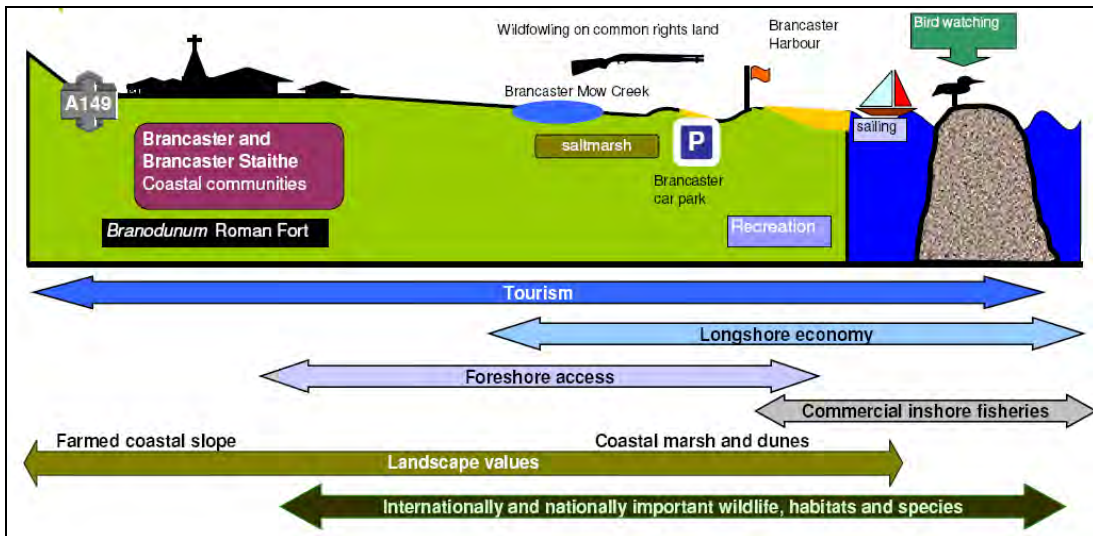 Bird watching
Wildfowling on common rights land
Brancaster
Harbour
A149
Brancaster Mow Creek
Brancaster and
Brancaster Staithe
Coastal communities
saltmarsh
P
sailing
Brancaster
car park
Branodunum Roman Fort
Recreation
Tourism
Longshore economy
Foreshore access
Commercial inshore fisheries
Farmed coastal slope
Coastal marsh and dunes
Landscape values
Internationally and nationally important wildlife, habitats and species